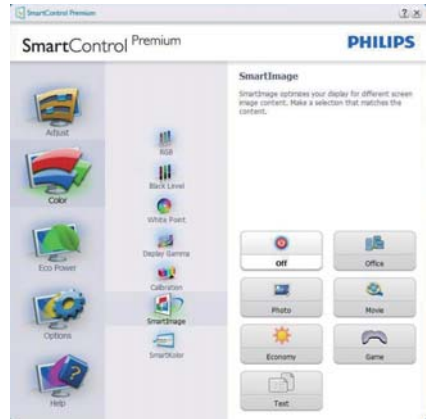 SmartControl Premium
SmartControl Premium
PHILIPS
Adjust
Color
Eco Power
Options
Help
RGB
Black Level
White Point
Display Gamma
Calibration
SmartImage
SmartKolor
SmartImage
SmartImage optimizes your display for different screen
image content. Make a selection that matches the
content.
Off
Office
Photo
Movie
Economy
Game
Text